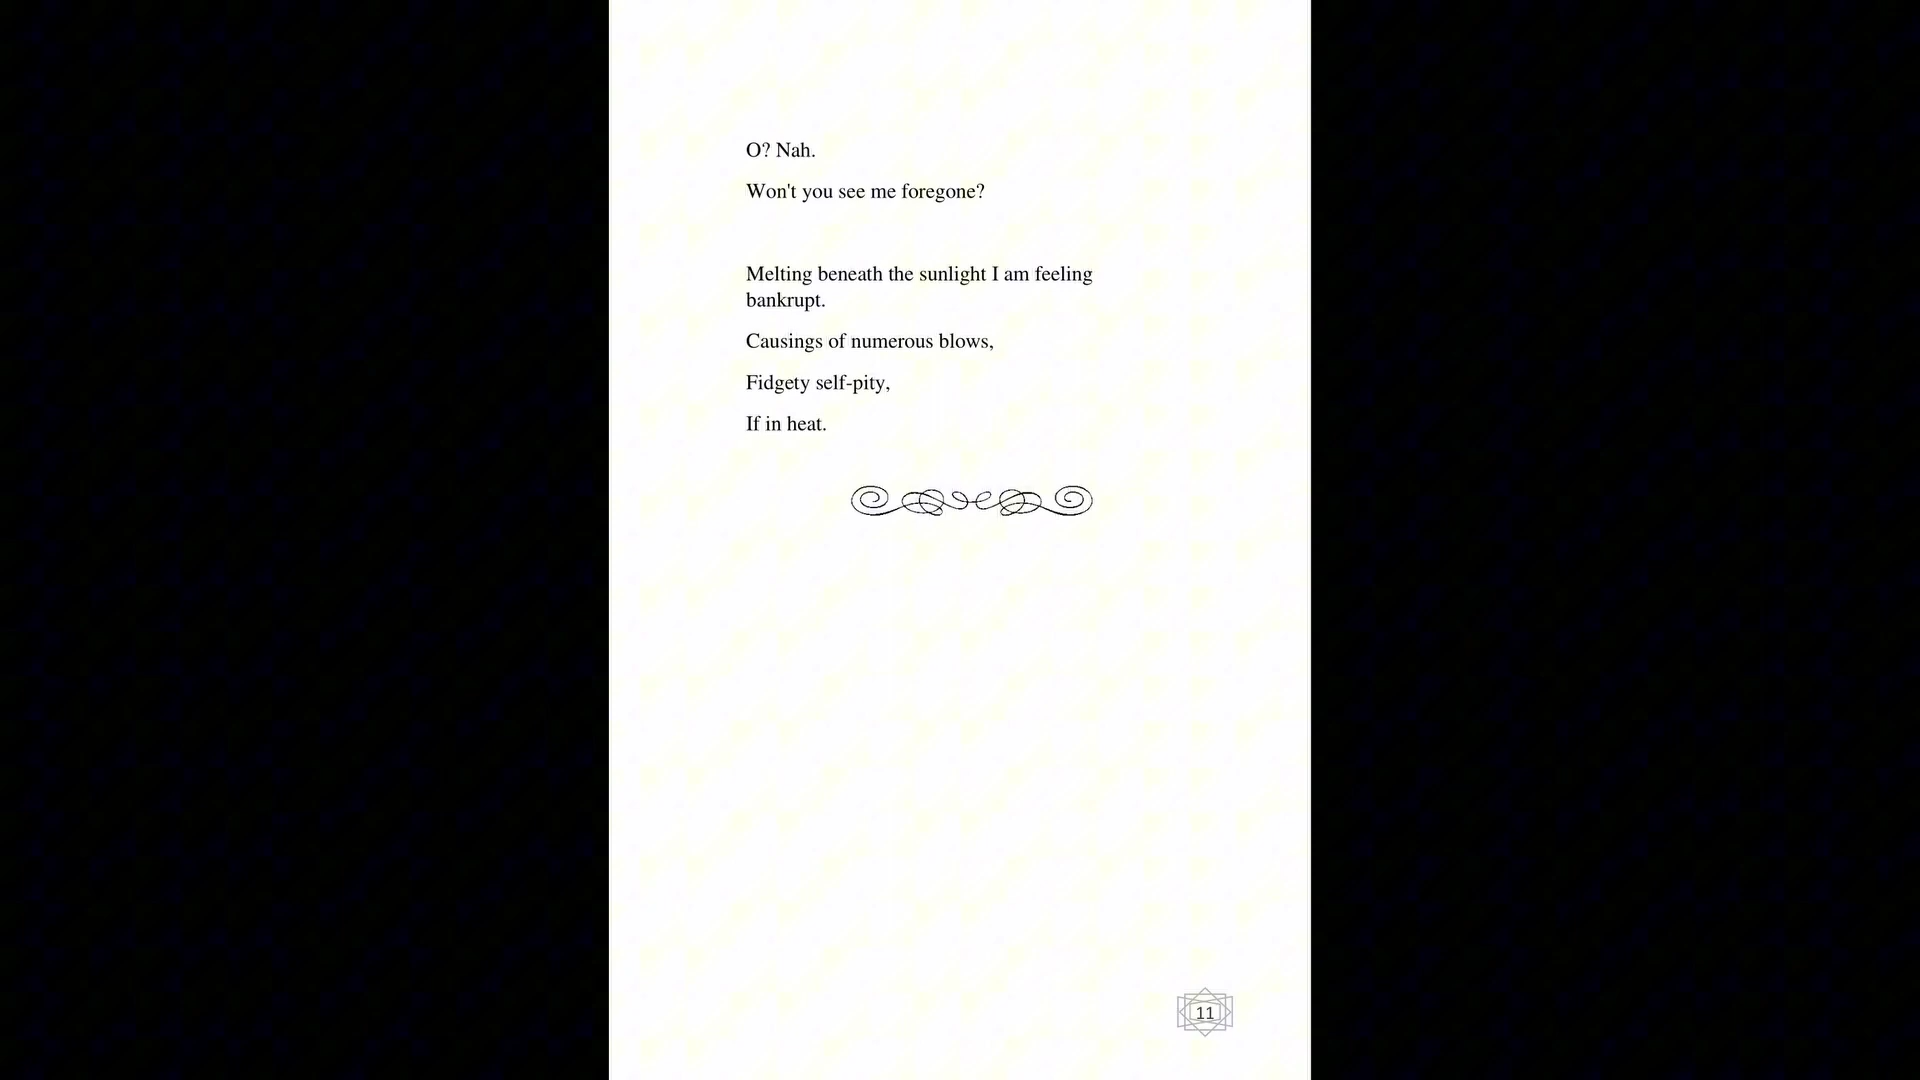 O? Nah.
Won't you see me foregone?
Melting beneath the sunlight I am feeling
bankrupt.
Causings of numerous blows,
Fidgety self-pity,
If in heat.
11